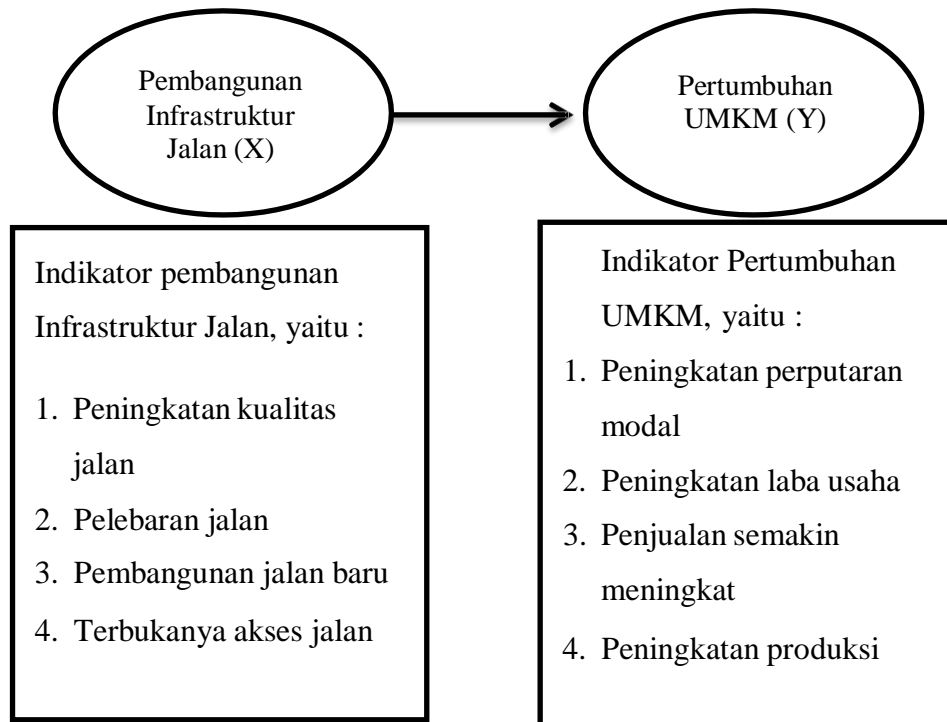 Pembangunan
Infrastruktur
Jalan (X)
Pertumbuhan
UMKM (Y)
Indikator pembangunan
Infrastruktur Jalan, yaitu :
1. Peningkatan kualitas
jalan
2. Pelebaran jalan
3. Pembangunan jalan baru
4. Terbukanya akses jalan
Indikator Pertumbuhan
UMKM, yaitu :
1. Peningkatan perputaran
modal
2. Peningkatan laba usaha
3. Penjualan semakin
meningkat
4. Peningkatan produksi